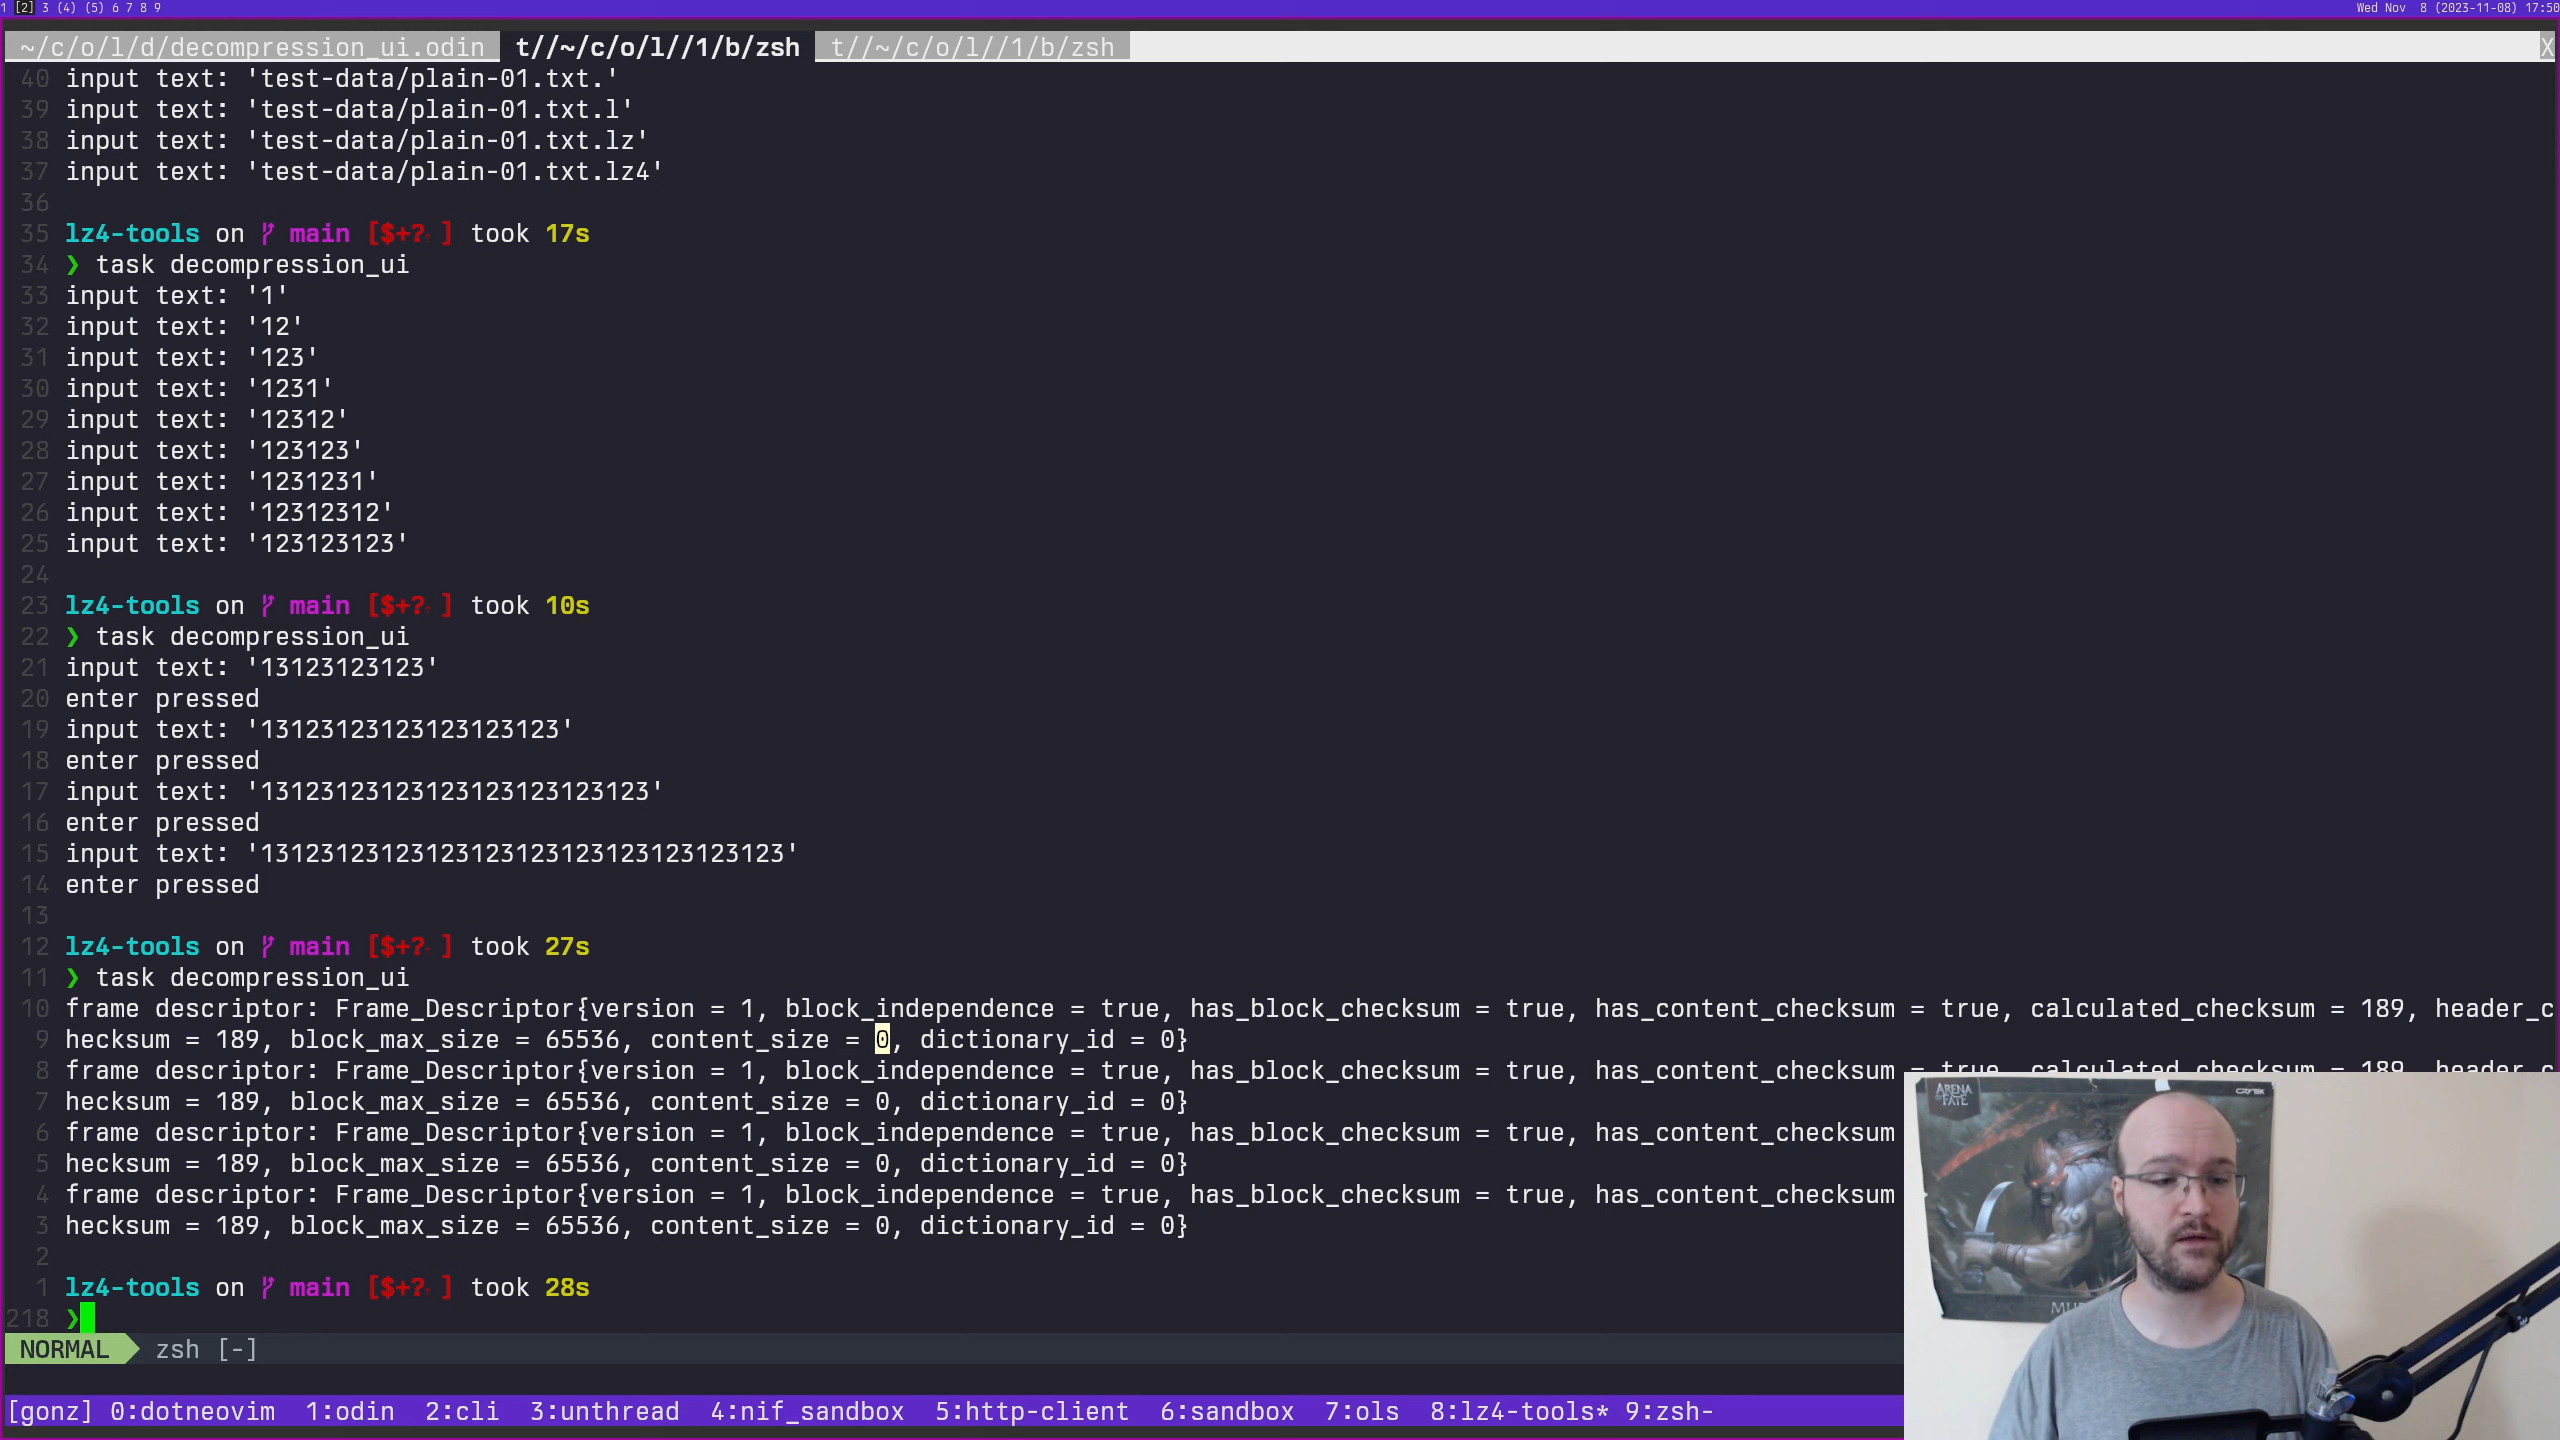 1 [2] 3 (4) (5) 6 7 8 9
Wed Nov 8 (2023-11-08) 17:50
~/c/o/l/d/decompression_ui.odin t//~/c/o/l//1/b/zsh t//~/c/o/l//1/b/zsh X
40 input text: 'test-data/plain-01.txt.'
39 input text: 'test-data/plain-01.txt.l'
38 input text: 'test-data/plain-01.txt.lz'
37 input text: 'test-data/plain-01.txt.lz4'
36
35 lz4-tools on main [$+? ] took 17s
34 ❯ task decompression_ui
33 input text: '1'
32 input text: '12'
31 input text: '123'
30 input text: '1231'
29 input text: '12312'
28 input text: '123123'
27 input text: '1231231'
26 input text: '12312312'
25 input text: '123123123'
24
23 lz4-tools on main [$+? ] took 10s
22 ❯ task decompression_ui
21 input text: '13123123123'
20 enter pressed
19 input text: '13123123123123123123'
18 enter pressed
17 input text: '13123123123123123123123123'
16 enter pressed
15 input text: '13123123123123123123123123123123123'
14 enter pressed
13
12 lz4-tools on main [$+? ] took 27s
11 ❯ task decompression_ui
10 frame descriptor: Frame_Descriptor{version = 1, block_independence = true, has_block_checksum = true, has_content_checksum = true, calculated_checksum = 189, header_c
9 hecksum = 189, block_max_size = 65536, content_size = 0, dictionary_id = 0}
8 frame descriptor: Frame_Descriptor{version = 1, block_independence = true, has_block_checksum = true, has_content_checksum = true, calculated_checksum = 189, header_c
7 hecksum = 189, block_max_size = 65536, content_size = 0, dictionary_id = 0}
6 frame descriptor: Frame_Descriptor{version = 1, block_independence = true, has_block_checksum = true, has_content_checksum
5 hecksum = 189, block_max_size = 65536, content_size = 0, dictionary_id = 0}
4 frame descriptor: Frame_Descriptor{version = 1, block_independence = true, has_block_checksum = true, has_content_checksum
3 hecksum = 189, block_max_size = 65536, content_size = 0, dictionary_id = 0}
2
1 lz4-tools on main [$+? ] took 28s
218 ❯
ARENA
FATE
NORMAL zsh [-]
[gonz] 0:dotneovim 1:odin 2:cli 3:unthread 4:nif_sandbox 5:http-client 6:sandbox 7:ols 8:lz4-tools* 9:zsh-